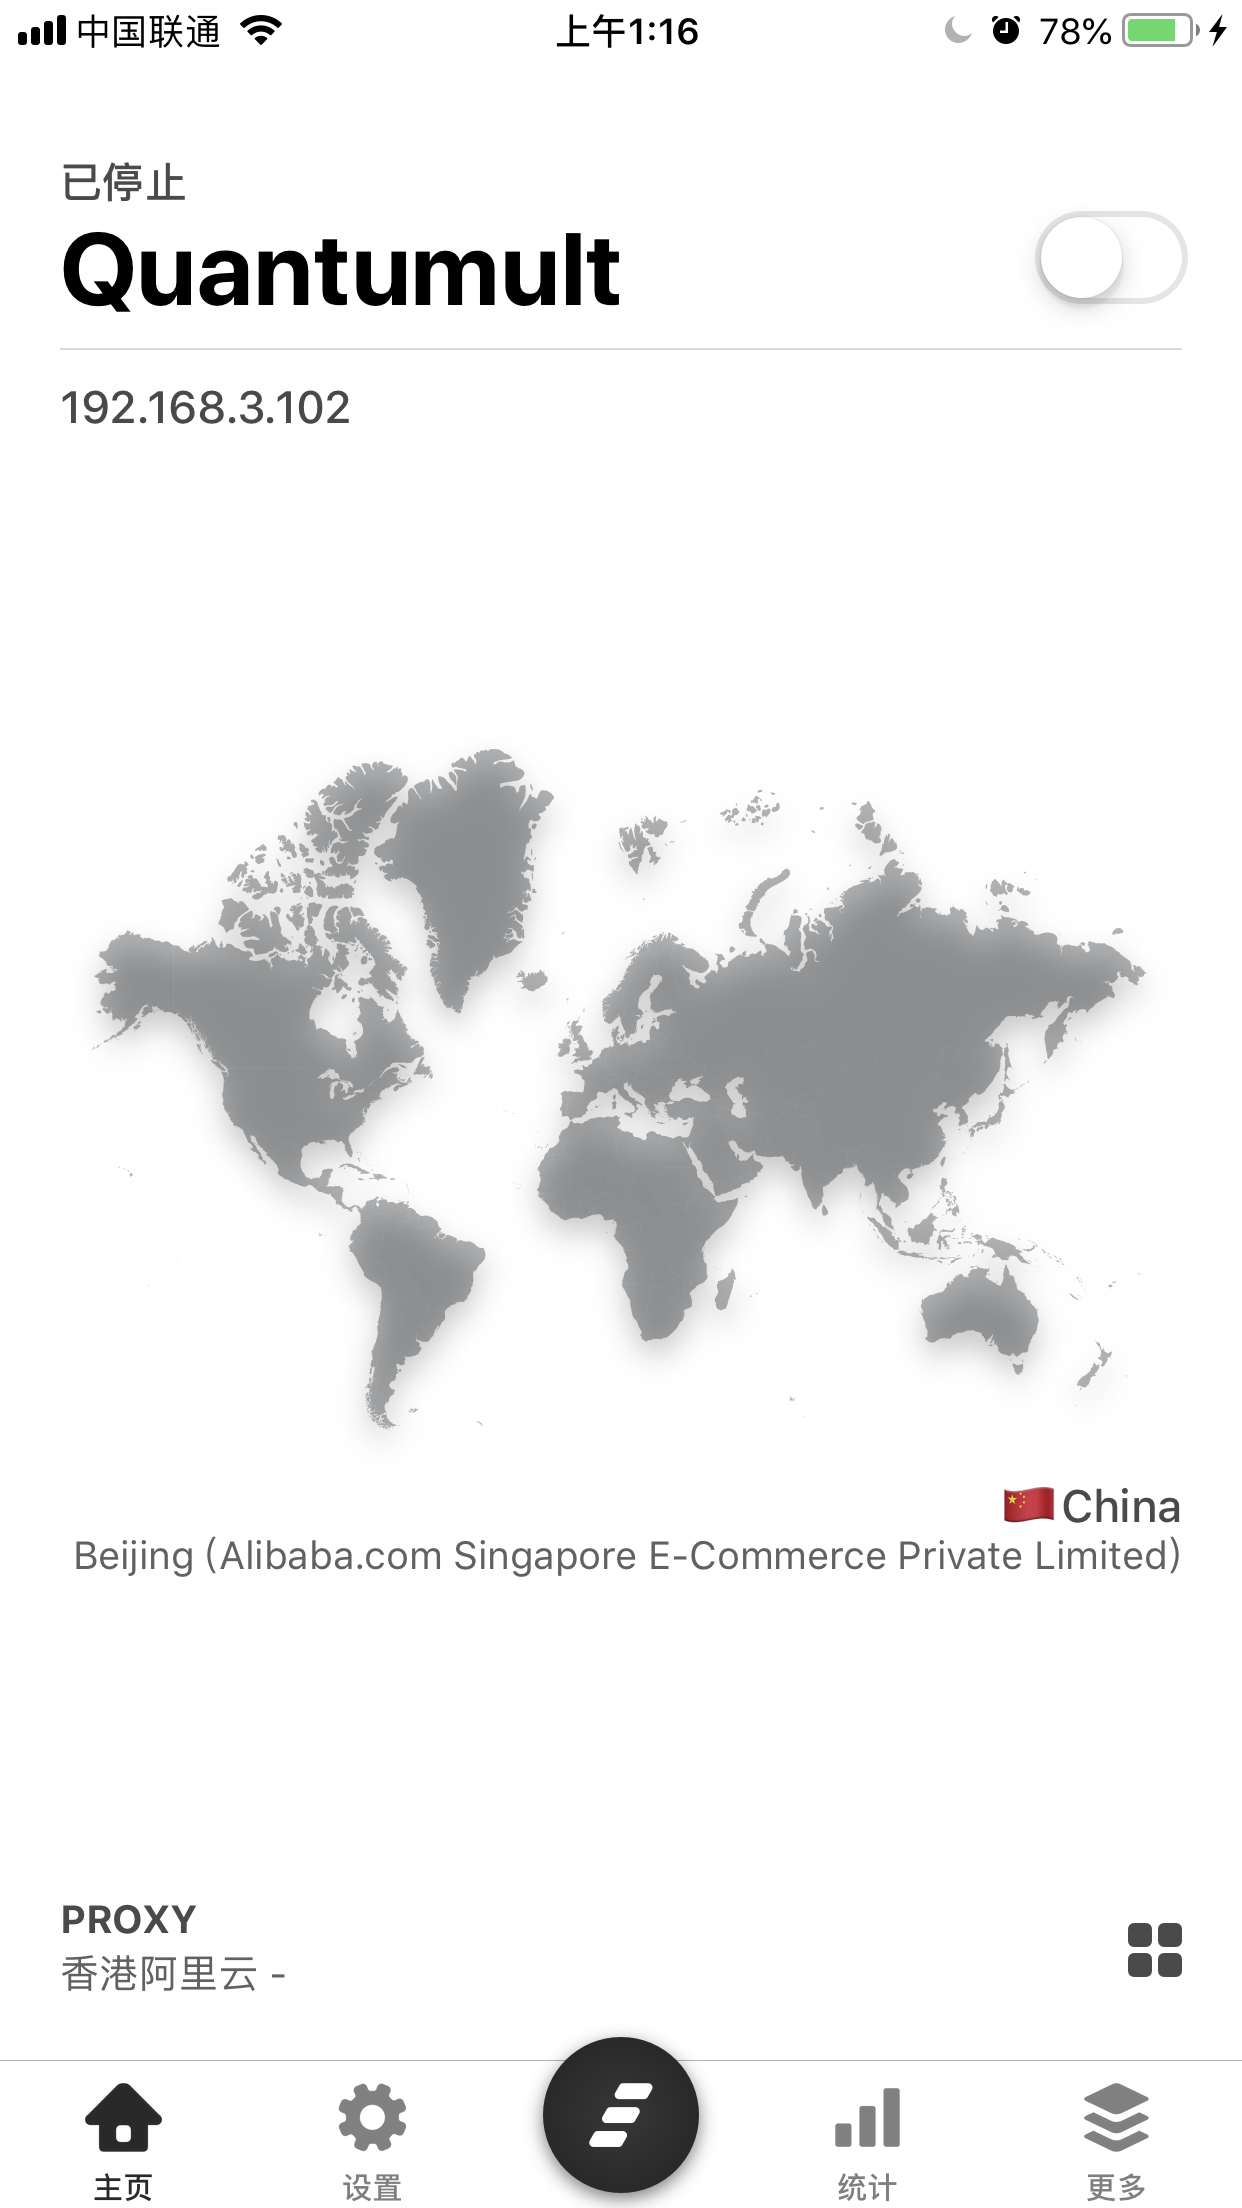 中国联通 上午1:16 78%
已停止
Quantumult
192.168.3.102
🇨🇳China
Beijing (Alibaba.com Singapore E-Commerce Private Limited)
PROXY
香港阿里云 -
主页 设置 统计 更多